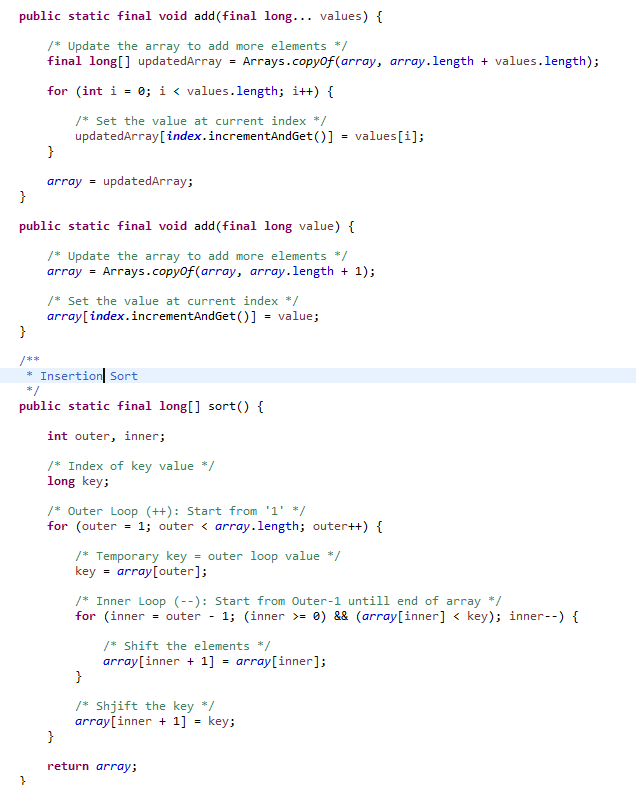 public static final void add(final long... values) {
/* Update the array to add more elements */
final long[] updatedArray = Arrays.copyOf(array, array.length + values.length);
for (int i = 0; i < values.length; i++) {
/* Set the value at current index */
updatedArray[index.incrementAndGet()] = values[i];
}
array = updatedArray;
}
public static final void add(final long value) {
/* Update the array to add more elements */
array = Arrays.copyOf(array, array.length + 1);
/* Set the value at current index */
array[index.incrementAndGet()] = value;
}
/**
* Insertion Sort
*/
public static final long[] sort() {
int outer, inner;
/* Index of key value */
long key;
/* Outer Loop (++): Start from '1' */
for (outer = 1; outer < array.length; outer++) {
/* Temporary key = outer loop value */
key = array[outer];
/* Inner Loop (--): Start from Outer-1 untill end of array */
for (inner = outer - 1; (inner >= 0) && (array[inner] < key); inner--) {
/* Shift the elements */
array[inner + 1] = array[inner];
}
/* Shjift the key */
array[inner + 1] = key;
}
return array;
}